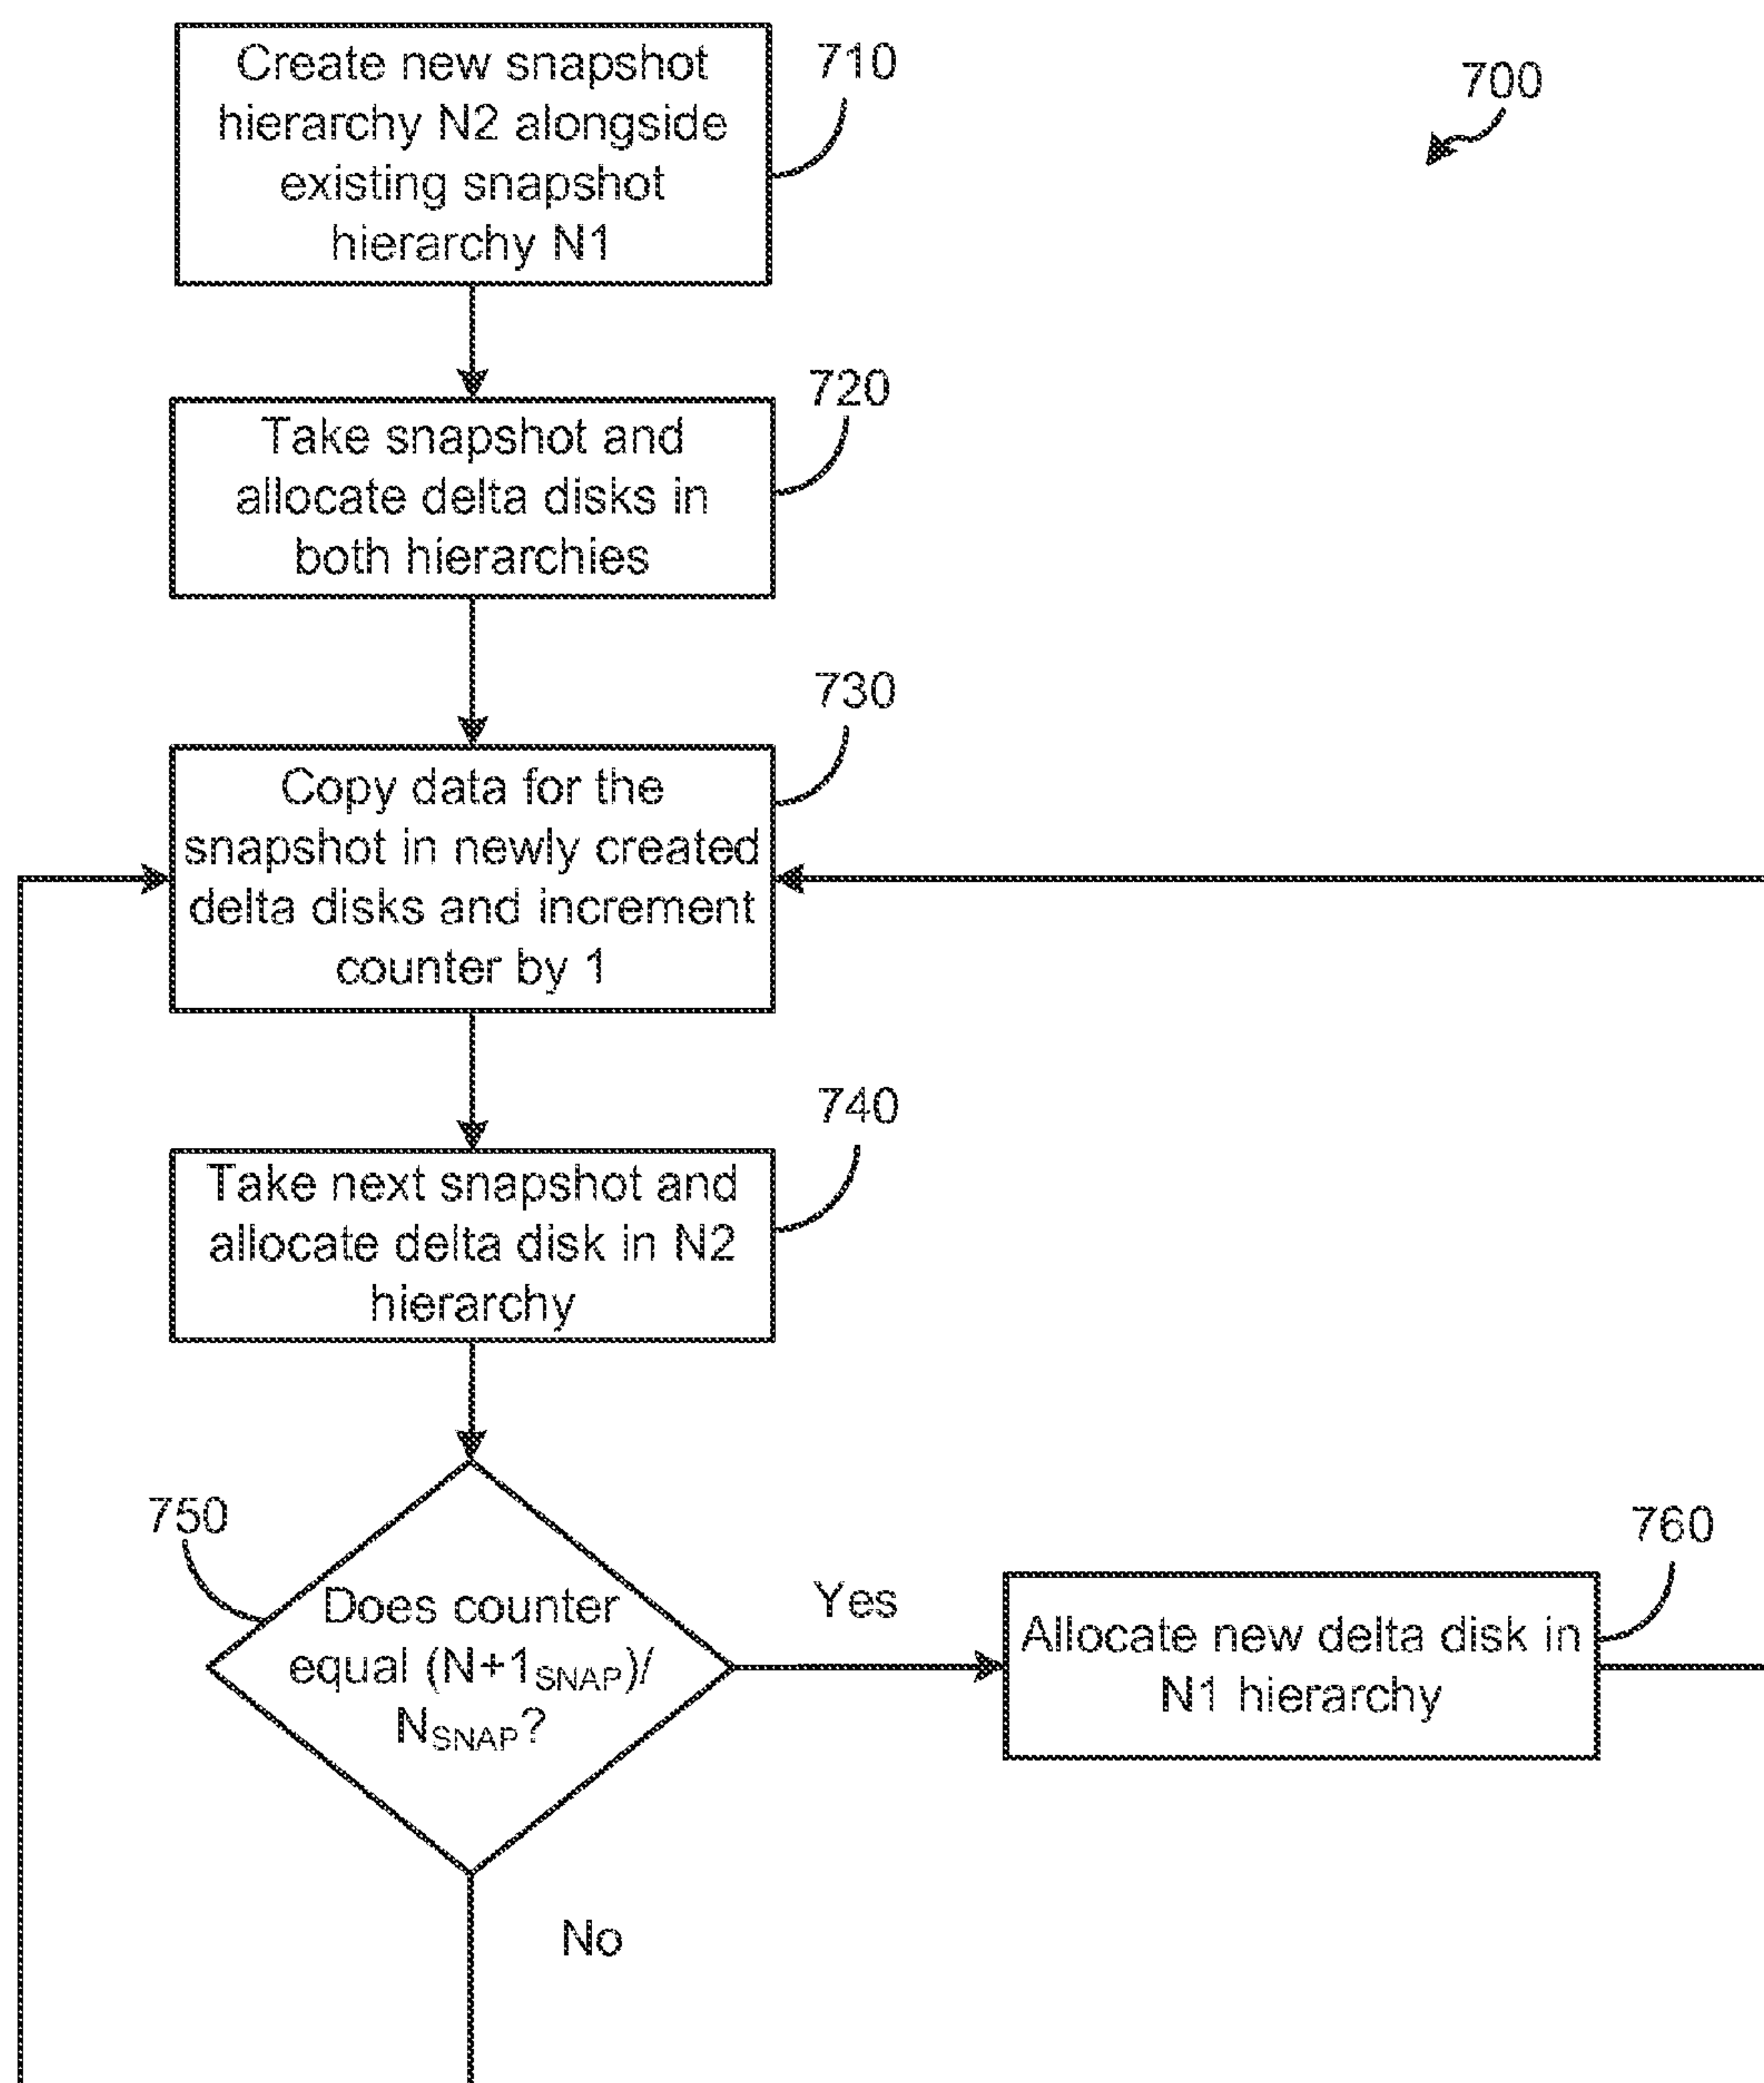 Create new snapshot
hierarchy N2 alongside
existing snapshot
hierarchy N1
710
700
Take snapshot and
allocate delta disks in
both hierarchies
720
Copy data for the
snapshot in newly created
delta disks and increment
counter by 1
730
Take next snapshot and
allocate delta disk in N2
hierarchy
740
750
Does counter
equal (N+1SNAP)/
NSNAP?
Yes
No
760
Allocate new delta disk in
N1 hierarchy